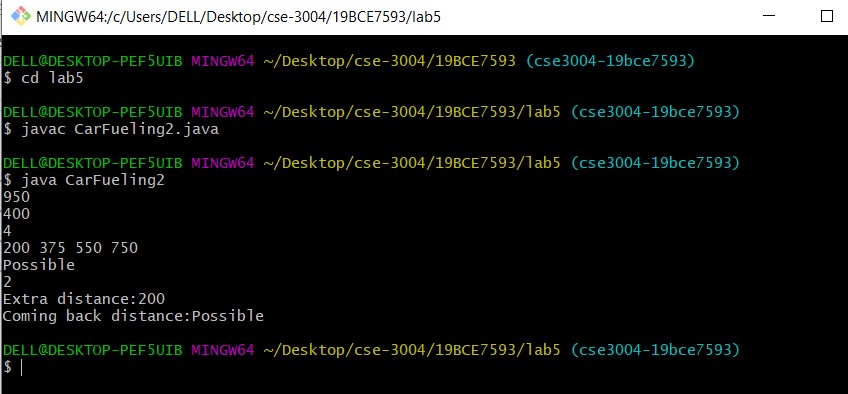 MINGW64:/c/Users/DELL/Desktop/cse-3004/19BCE7593/lab5
DELL@DESKTOP-PEF5UIB MINGW64 ~/Desktop/cse-3004/19BCE7593 (cse3004-19bce7593)
$ cd lab5
DELL@DESKTOP-PEF5UIB MINGW64 ~/Desktop/cse-3004/19BCE7593/lab5 (cse3004-19bce7593)
$ javac CarFueling2.java
DELL@DESKTOP-PEF5UIB MINGW64 ~/Desktop/cse-3004/19BCE7593/lab5 (cse3004-19bce7593)
$ java CarFueling2
950
400
4
200 375 550 750
Possible
2
Extra distance:200
Coming back distance:Possible
DELL@DESKTOP-PEF5UIB MINGW64 ~/Desktop/cse-3004/19BCE7593/lab5 (cse3004-19bce7593)
$